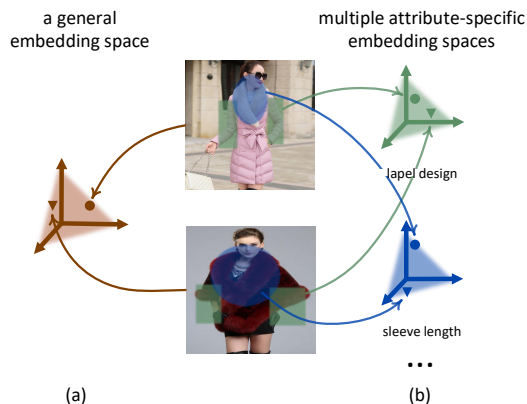 a general
embedding space
multiple attribute-specific
embedding spaces
lapel design
sleeve length
...
(a)
(b)